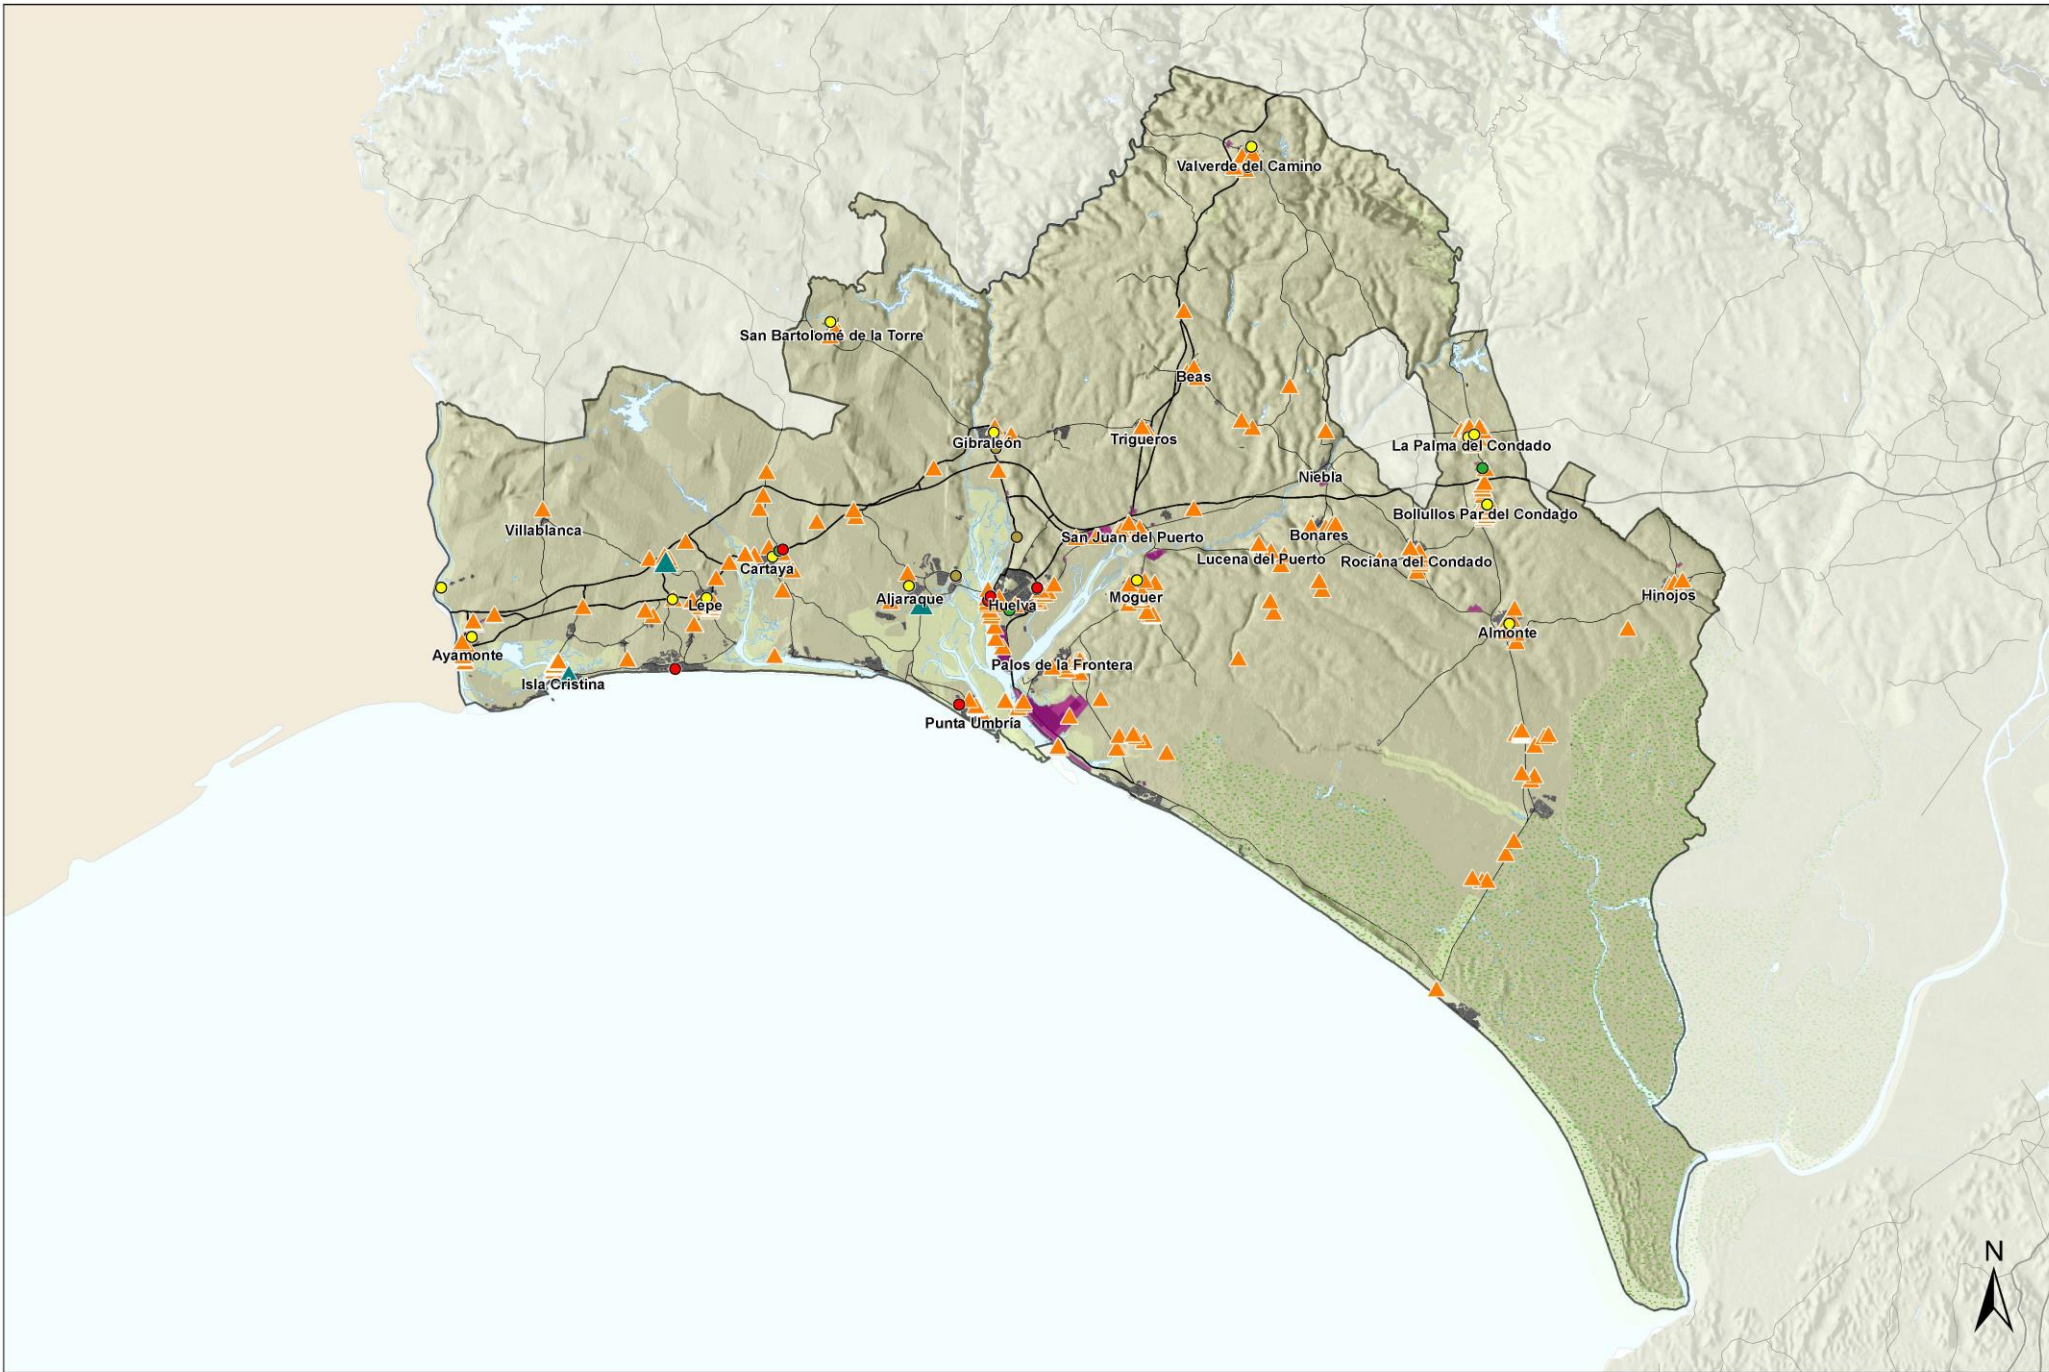 Valverde del Camino
San Bartolomé de la Torre
Beas
Gibraleón
Trigueros
La Palma del Condado
Niebla
Villablanca
Bollullos Par del Condado
San Juan del Puerto
Bonares
Lucena del Puerto
Rociana del Condado
Cartaya
Hinojos
Aljaraque
Moguer
Lepe
Huelva
Almonte
Ayamonte
Palos de la Frontera
Isla Cristina
Punta Umbría
N